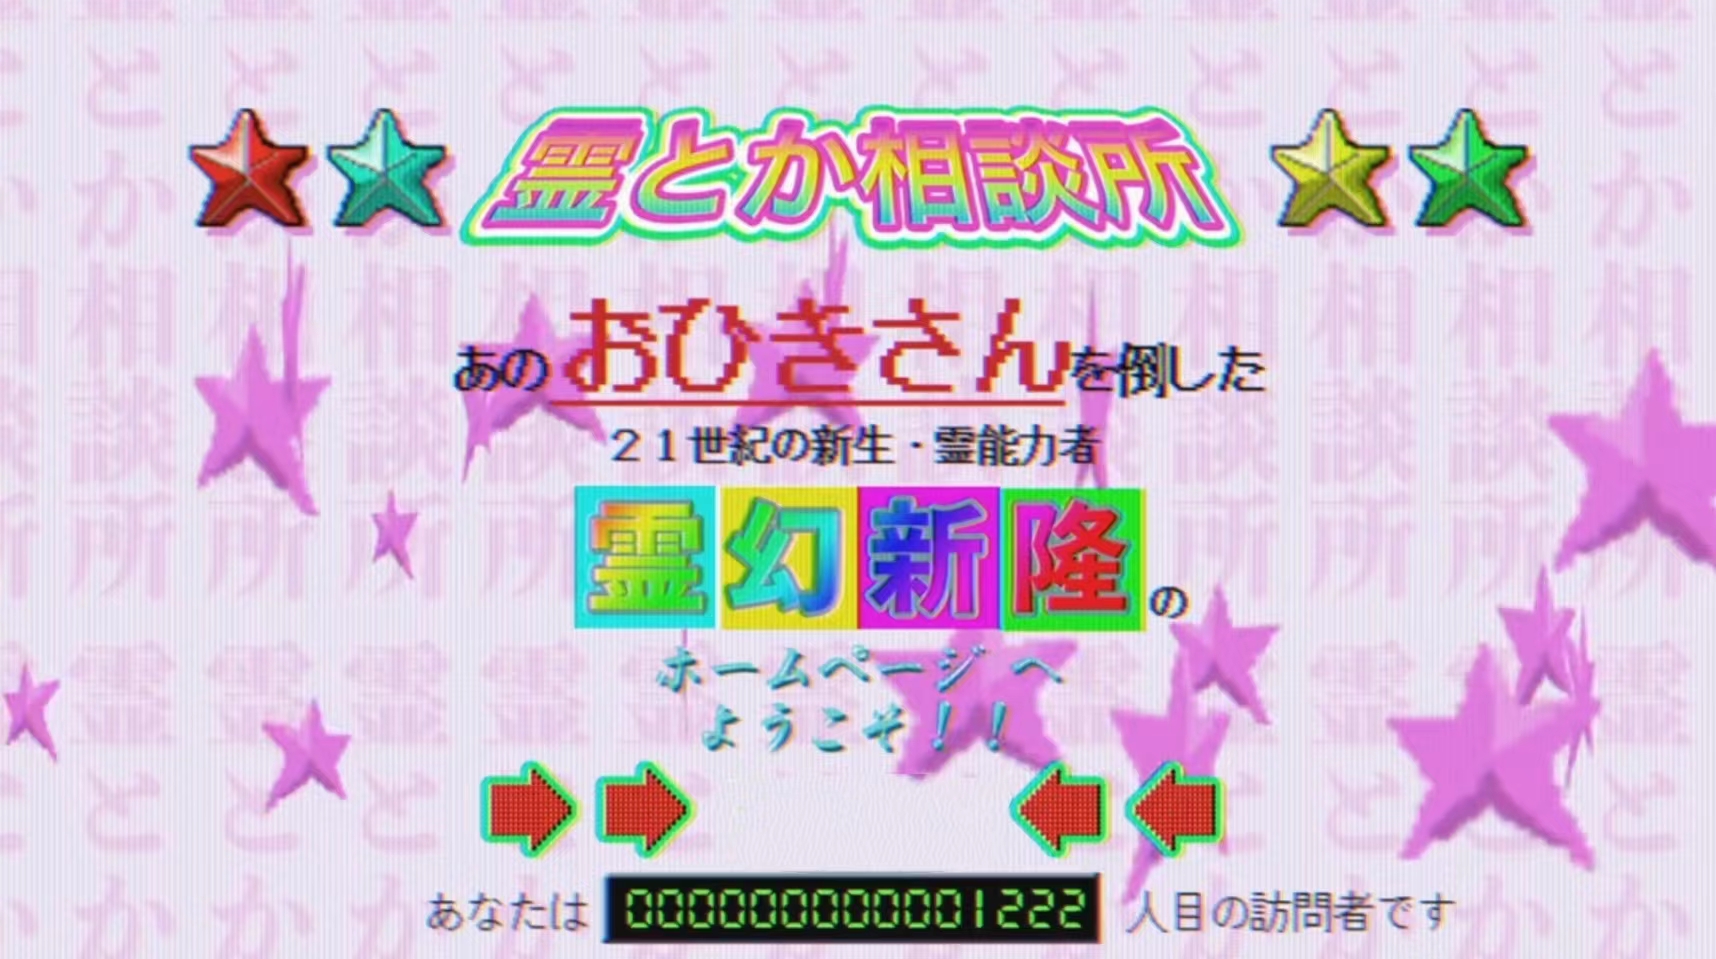 霊とか相談所
あのおひきさんを倒した
２１世紀の新生・霊能力者
霊幻新隆の
ホームページへ
ようこそ！！
あなたは 0000000000001222 人目の訪問者です